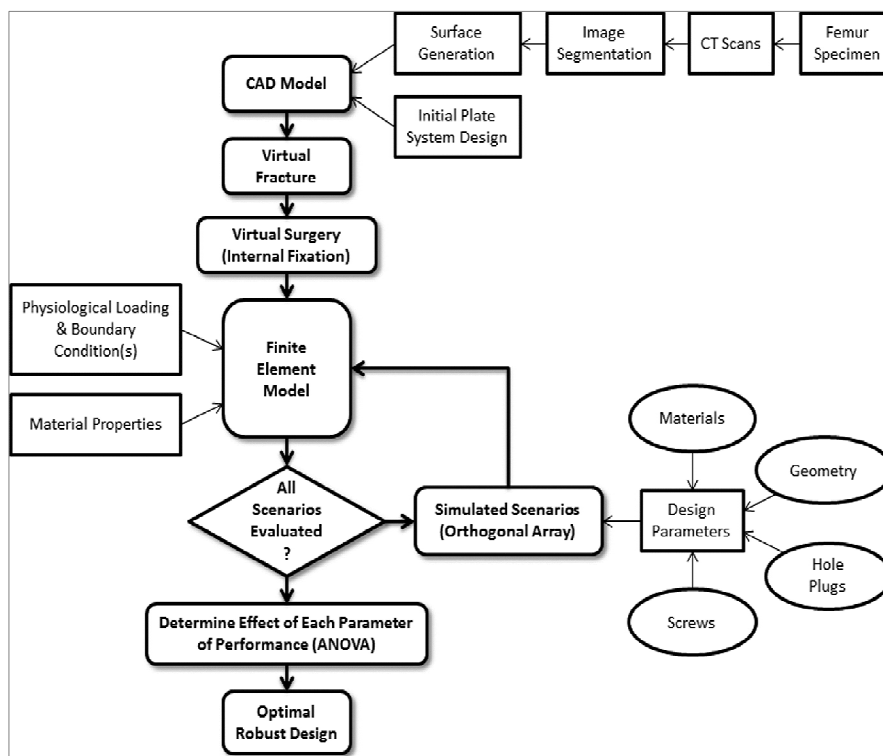 Surface
Generation
Image
Segmentation
CT Scans
Femur
Specimen
CAD Model
Initial Plate
System Design
Virtual
Fracture
Virtual Surgery
(Internal Fixation)
Physiological Loading
& Boundary
Condition(s)
Finite
Element
Model
Material Properties
Materials
Geometry
All
Scenarios
Evaluated
?
Simulated Scenarios
(Orthogonal Array)
Design
Parameters
Hole
Plugs
Screws
Determine Effect of Each Parameter
of Performance (ANOVA)
Optimal
Robust Design